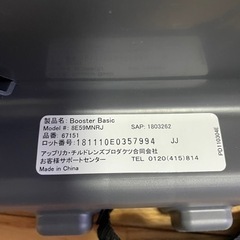 製品名: Booster Basic
Model #: 8E59MNRJ SAP: 1803262
品番 67151
ロット番号 181110E0357994 JJ
アップリカ・チルドレンズプロダクツ合同会社
お客様サポートセンター TEL 0120(415)814
Made in China
PD110304E